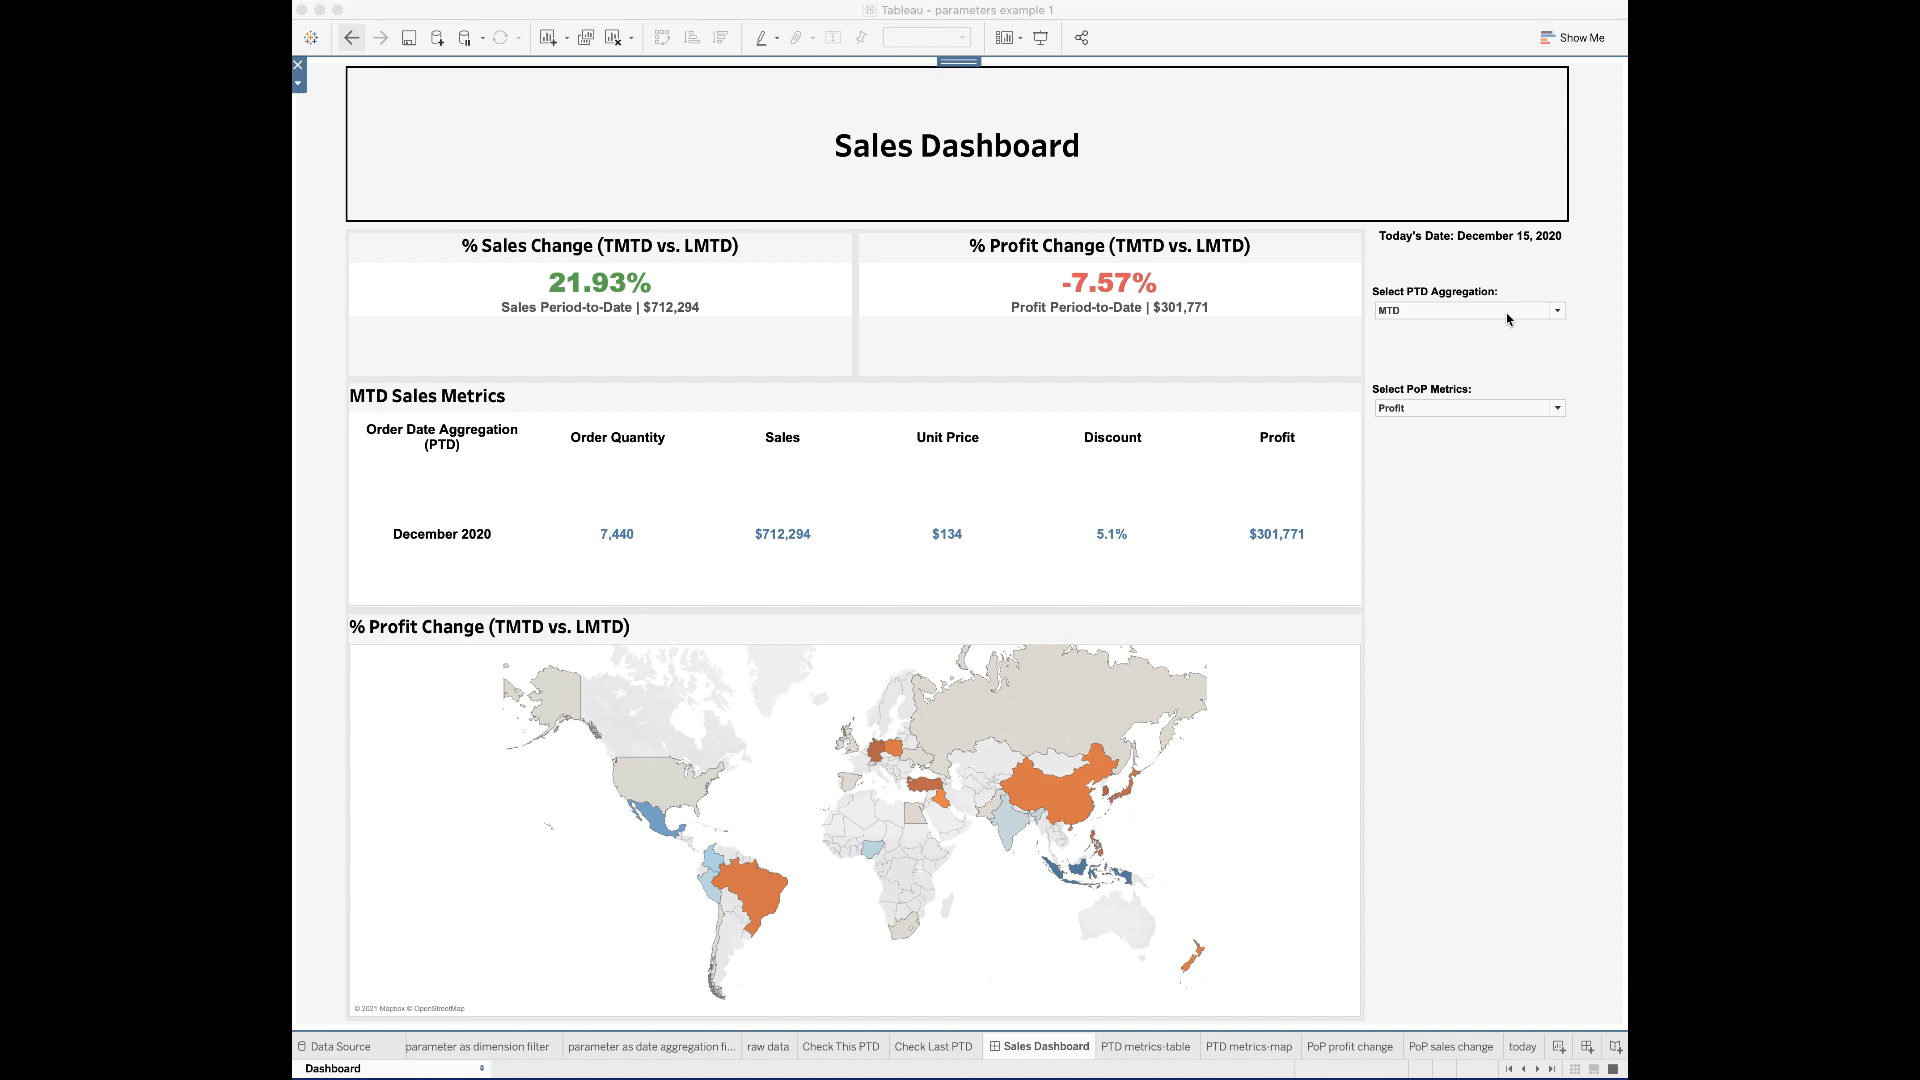 Tableau - parameters example 1
Show Me
Sales Dashboard
% Sales Change (TMTD vs. LMTD)
21.93%
Sales Period-to-Date | $712,294
% Profit Change (TMTD vs. LMTD)
-7.57%
Profit Period-to-Date | $301,771
Today's Date: December 15, 2020
Select PTD Aggregation:
MTD
Select PoP Metrics:
Profit
MTD Sales Metrics
Order Date Aggregation
(PTD)
Order Quantity
Sales
Unit Price
Discount
Profit
December 2020
7,440
$712,294
$134
5.1%
$301,771
% Profit Change (TMTD vs. LMTD)
© 2021 Mapbox © OpenStreetMap
Data Source
parameter as dimension filter
parameter as date aggregation fi...
raw data
Check This PTD
Check Last PTD
Sales Dashboard
PTD metrics-table
PTD metrics-map
PoP profit change
PoP sales change
today
Dashboard